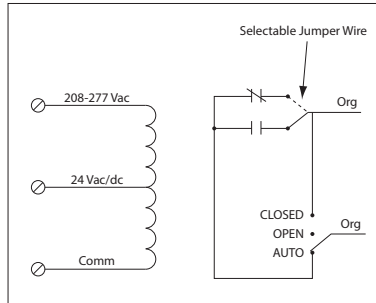 Selectable Jumper Wire
208-277 Vac
Org
24 Vac/dc
CLOSED
Org
OPEN
AUTO
Comm